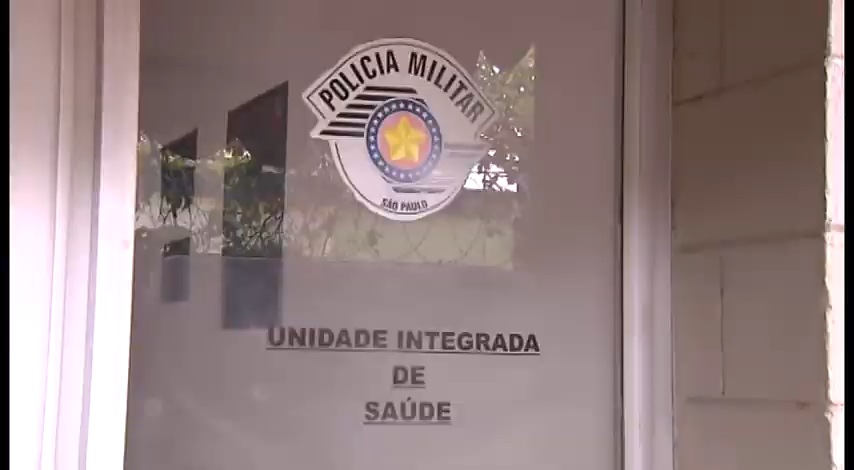 POLICIA MILITAR
SÃO PAULO
UNIDADE INTEGRADA
DE
SAÚDE